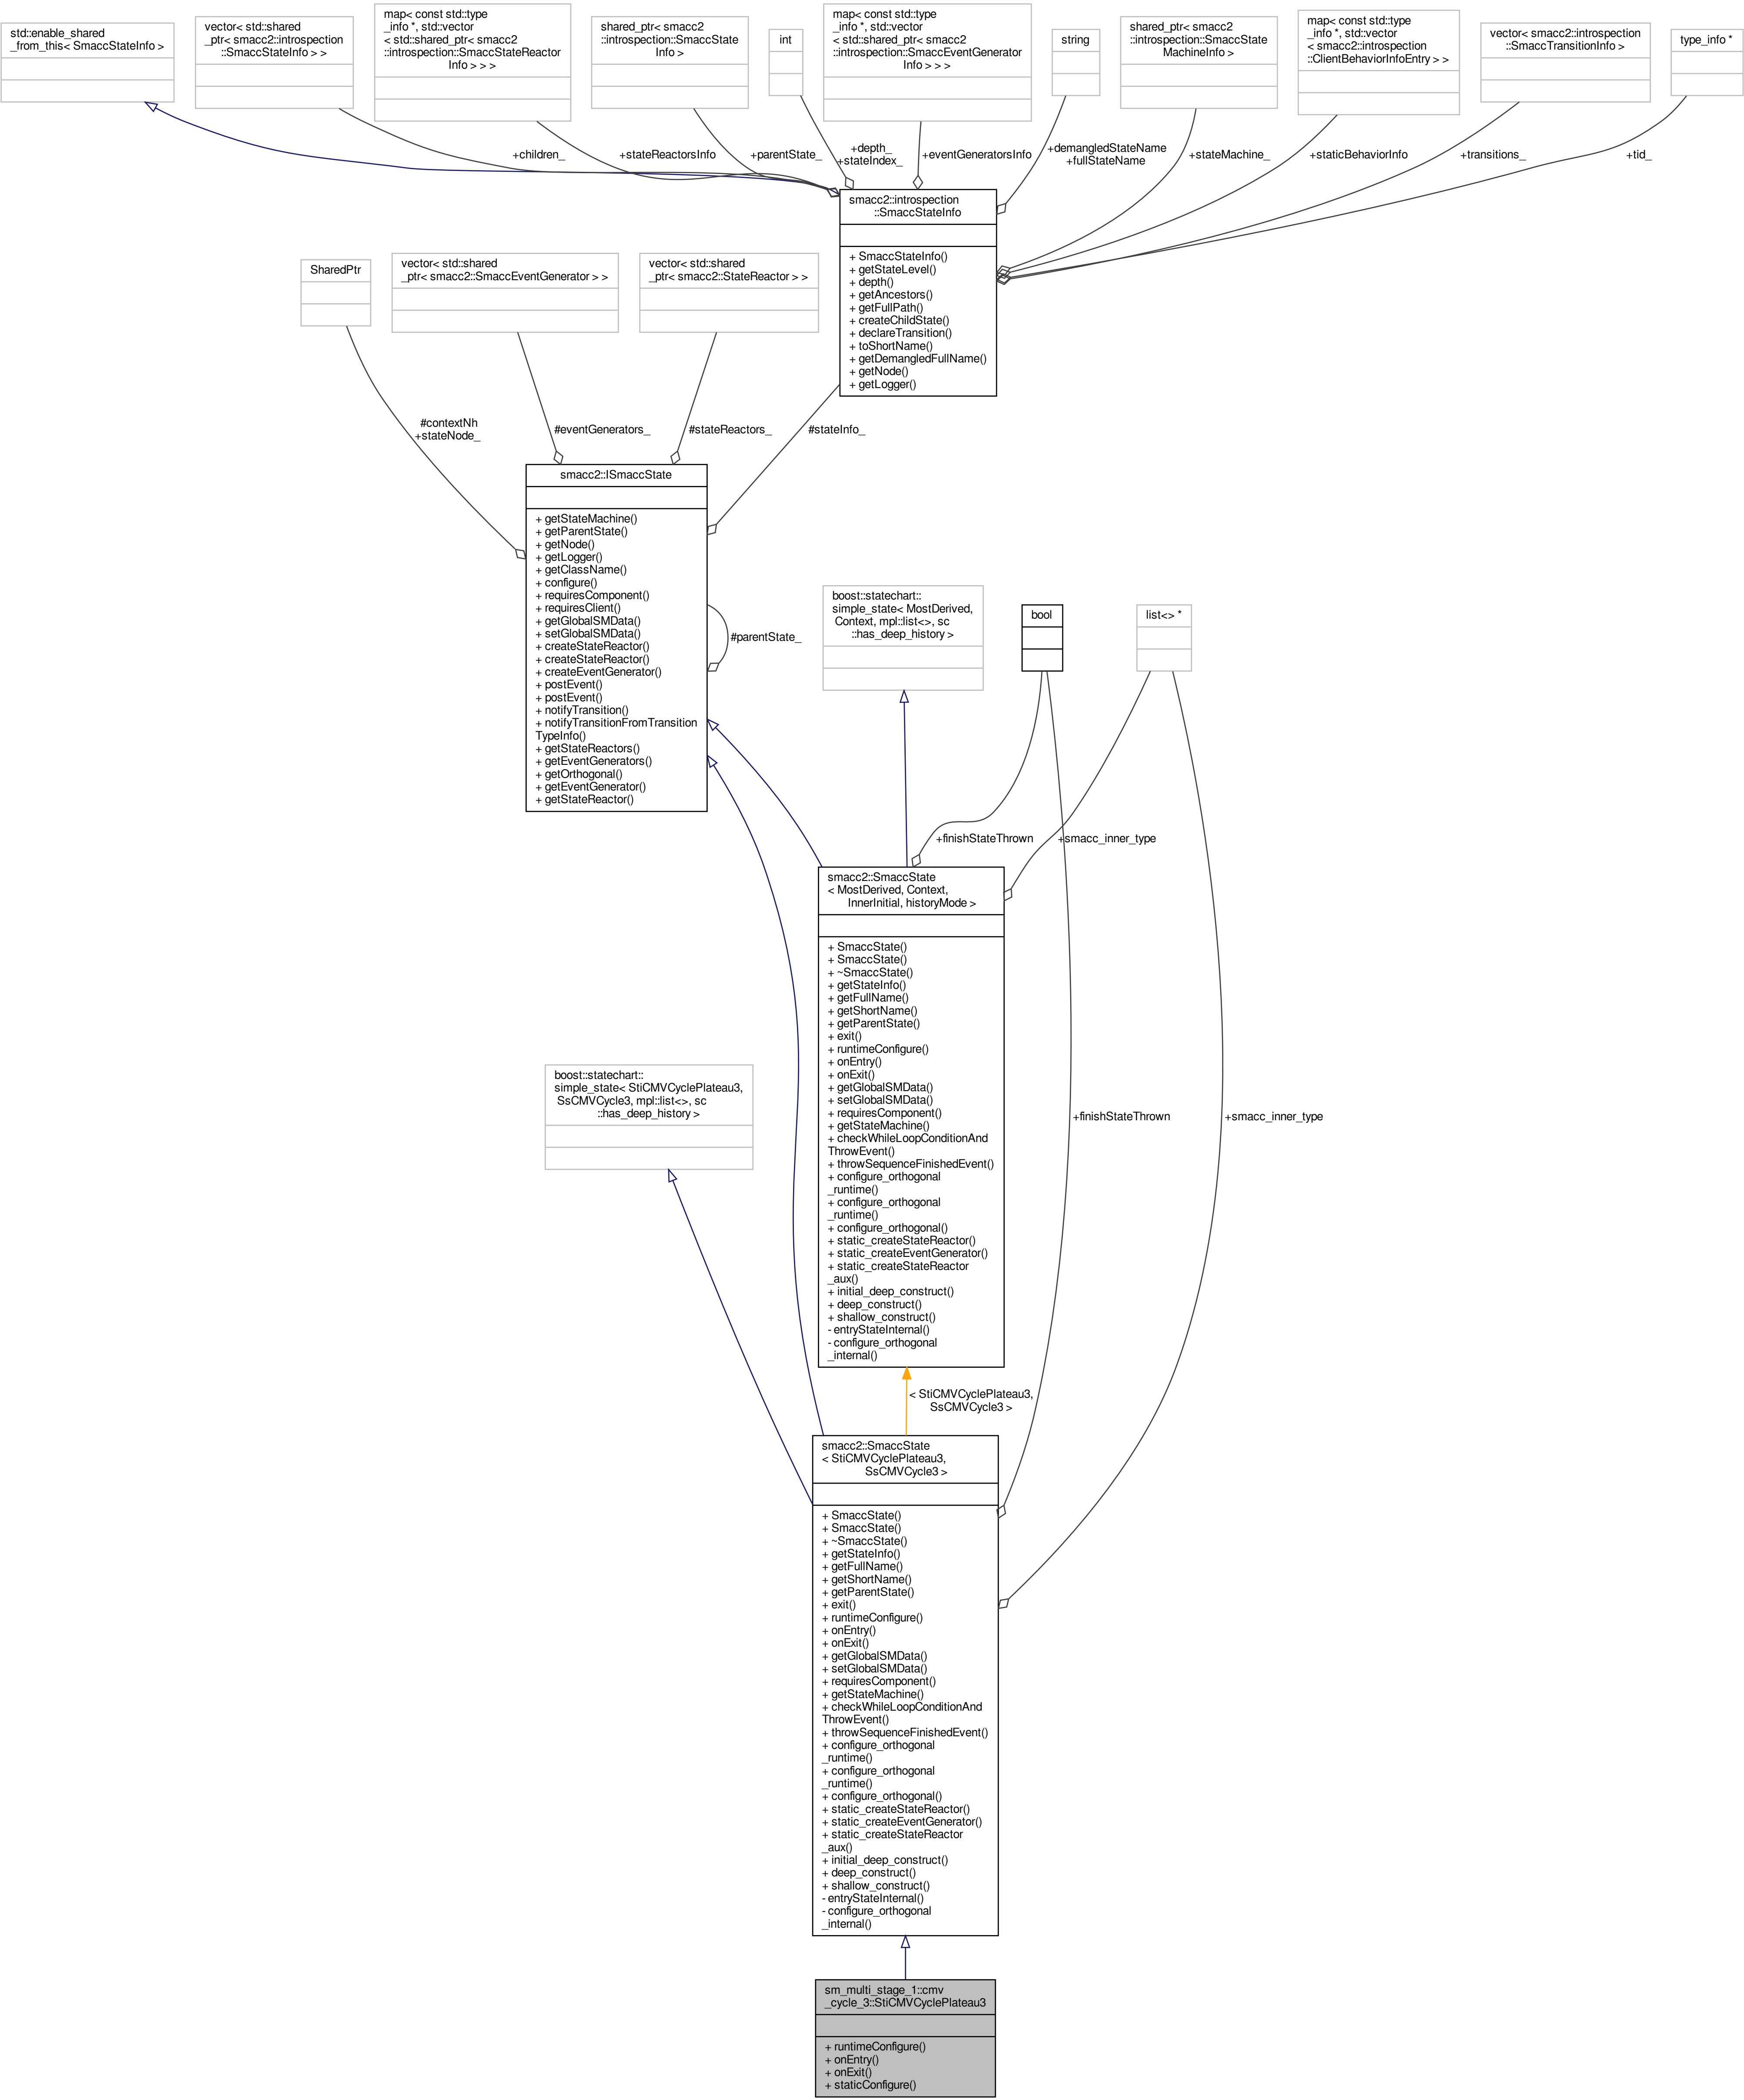 std::enable_shared
_from_this< SmaccStateInfo >
vector< std::shared
_ptr< smacc2::introspection
::SmaccStateInfo > >
map< const std::type
_info *, std::vector
< std::shared_ptr< smacc2
::introspection::SmaccStateReactor
Info > > >
shared_ptr< smacc2
::introspection::SmaccState
Info >
int
map< const std::type
_info *, std::vector
< std::shared_ptr< smacc2
::introspection::SmaccEventGenerator
Info > > >
string
shared_ptr< smacc2
::introspection::SmaccState
MachineInfo >
map< const std::type
_info *, std::vector
< smacc2::introspection
::ClientBehaviorInfoEntry > >
vector< smacc2::introspection
::SmaccTransitionInfo >
type_info *
+children_
+stateReactorsInfo
+parentState_
+depth_
+stateIndex_
+eventGeneratorsInfo
+demangledStateName
+fullStateName
+stateMachine_
+staticBehaviorInfo
+transitions_
+tid_
smacc2::introspection
::SmaccStateInfo
+ SmaccStateInfo()
+ getStateLevel()
+ depth()
+ getAncestors()
+ getFullPath()
+ createChildState()
+ declareTransition()
+ toShortName()
+ getDemangledFullName()
+ getNode()
+ getLogger()
SharedPtr
vector< std::shared
_ptr< smacc2::SmaccEventGenerator > >
vector< std::shared
_ptr< smacc2::StateReactor > >
#contextNh
+stateNode_
#eventGenerators_
#stateReactors_
#stateInfo_
smacc2::ISmaccState
+ getStateMachine()
+ getParentState()
+ getNode()
+ getLogger()
+ getClassName()
+ configure()
+ requiresComponent()
+ requiresClient()
+ getGlobalSMData()
+ setGlobalSMData()
+ createStateReactor()
+ createStateReactor()
+ createEventGenerator()
+ postEvent()
+ postEvent()
+ notifyTransition()
+ notifyTransitionFromTransition
TypeInfo()
+ getStateReactors()
+ getEventGenerators()
+ getOrthogonal()
+ getEventGenerator()
+ getStateReactor()
#parentState_
boost::statechart::
simple_state< MostDerived,
Context, mpl::list<>, sc
::has_deep_history >
bool
list<> *
+finishStateThrown
+smacc_inner_type
smacc2::SmaccState
< MostDerived, Context,
InnerInitial, historyMode >
+ SmaccState()
+ SmaccState()
+ ~SmaccState()
+ getStateInfo()
+ getFullName()
+ getShortName()
+ getParentState()
+ exit()
+ runtimeConfigure()
+ onEntry()
+ onExit()
+ getGlobalSMData()
+ setGlobalSMData()
+ requiresComponent()
+ getStateMachine()
+ checkWhileLoopConditionAnd
ThrowEvent()
+ throwSequenceFinishedEvent()
+ configure_orthogonal
_runtime()
+ configure_orthogonal
_runtime()
+ configure_orthogonal()
+ static_createStateReactor()
+ static_createEventGenerator()
+ static_createStateReactor
_aux()
+ initial_deep_construct()
+ deep_construct()
+ shallow_construct()
- entryStateInternal()
- configure_orthogonal
_internal()
boost::statechart::
simple_state< StiCMVCyclePlateau3,
SsCMVCycle3, mpl::list<>, sc
::has_deep_history >
+finishStateThrown
+smacc_inner_type
< StiCMVCyclePlateau3,
SsCMVCycle3 >
smacc2::SmaccState
< StiCMVCyclePlateau3,
SsCMVCycle3 >
+ SmaccState()
+ SmaccState()
+ ~SmaccState()
+ getStateInfo()
+ getFullName()
+ getShortName()
+ getParentState()
+ exit()
+ runtimeConfigure()
+ onEntry()
+ onExit()
+ getGlobalSMData()
+ setGlobalSMData()
+ requiresComponent()
+ getStateMachine()
+ checkWhileLoopConditionAnd
ThrowEvent()
+ throwSequenceFinishedEvent()
+ configure_orthogonal
_runtime()
+ configure_orthogonal
_runtime()
+ configure_orthogonal()
+ static_createStateReactor()
+ static_createEventGenerator()
+ static_createStateReactor
_aux()
+ initial_deep_construct()
+ deep_construct()
+ shallow_construct()
- entryStateInternal()
- configure_orthogonal
_internal()
sm_multi_stage_1::cmv
_cycle_3::StiCMVCyclePlateau3
+ runtimeConfigure()
+ onEntry()
+ onExit()
+ staticConfigure()